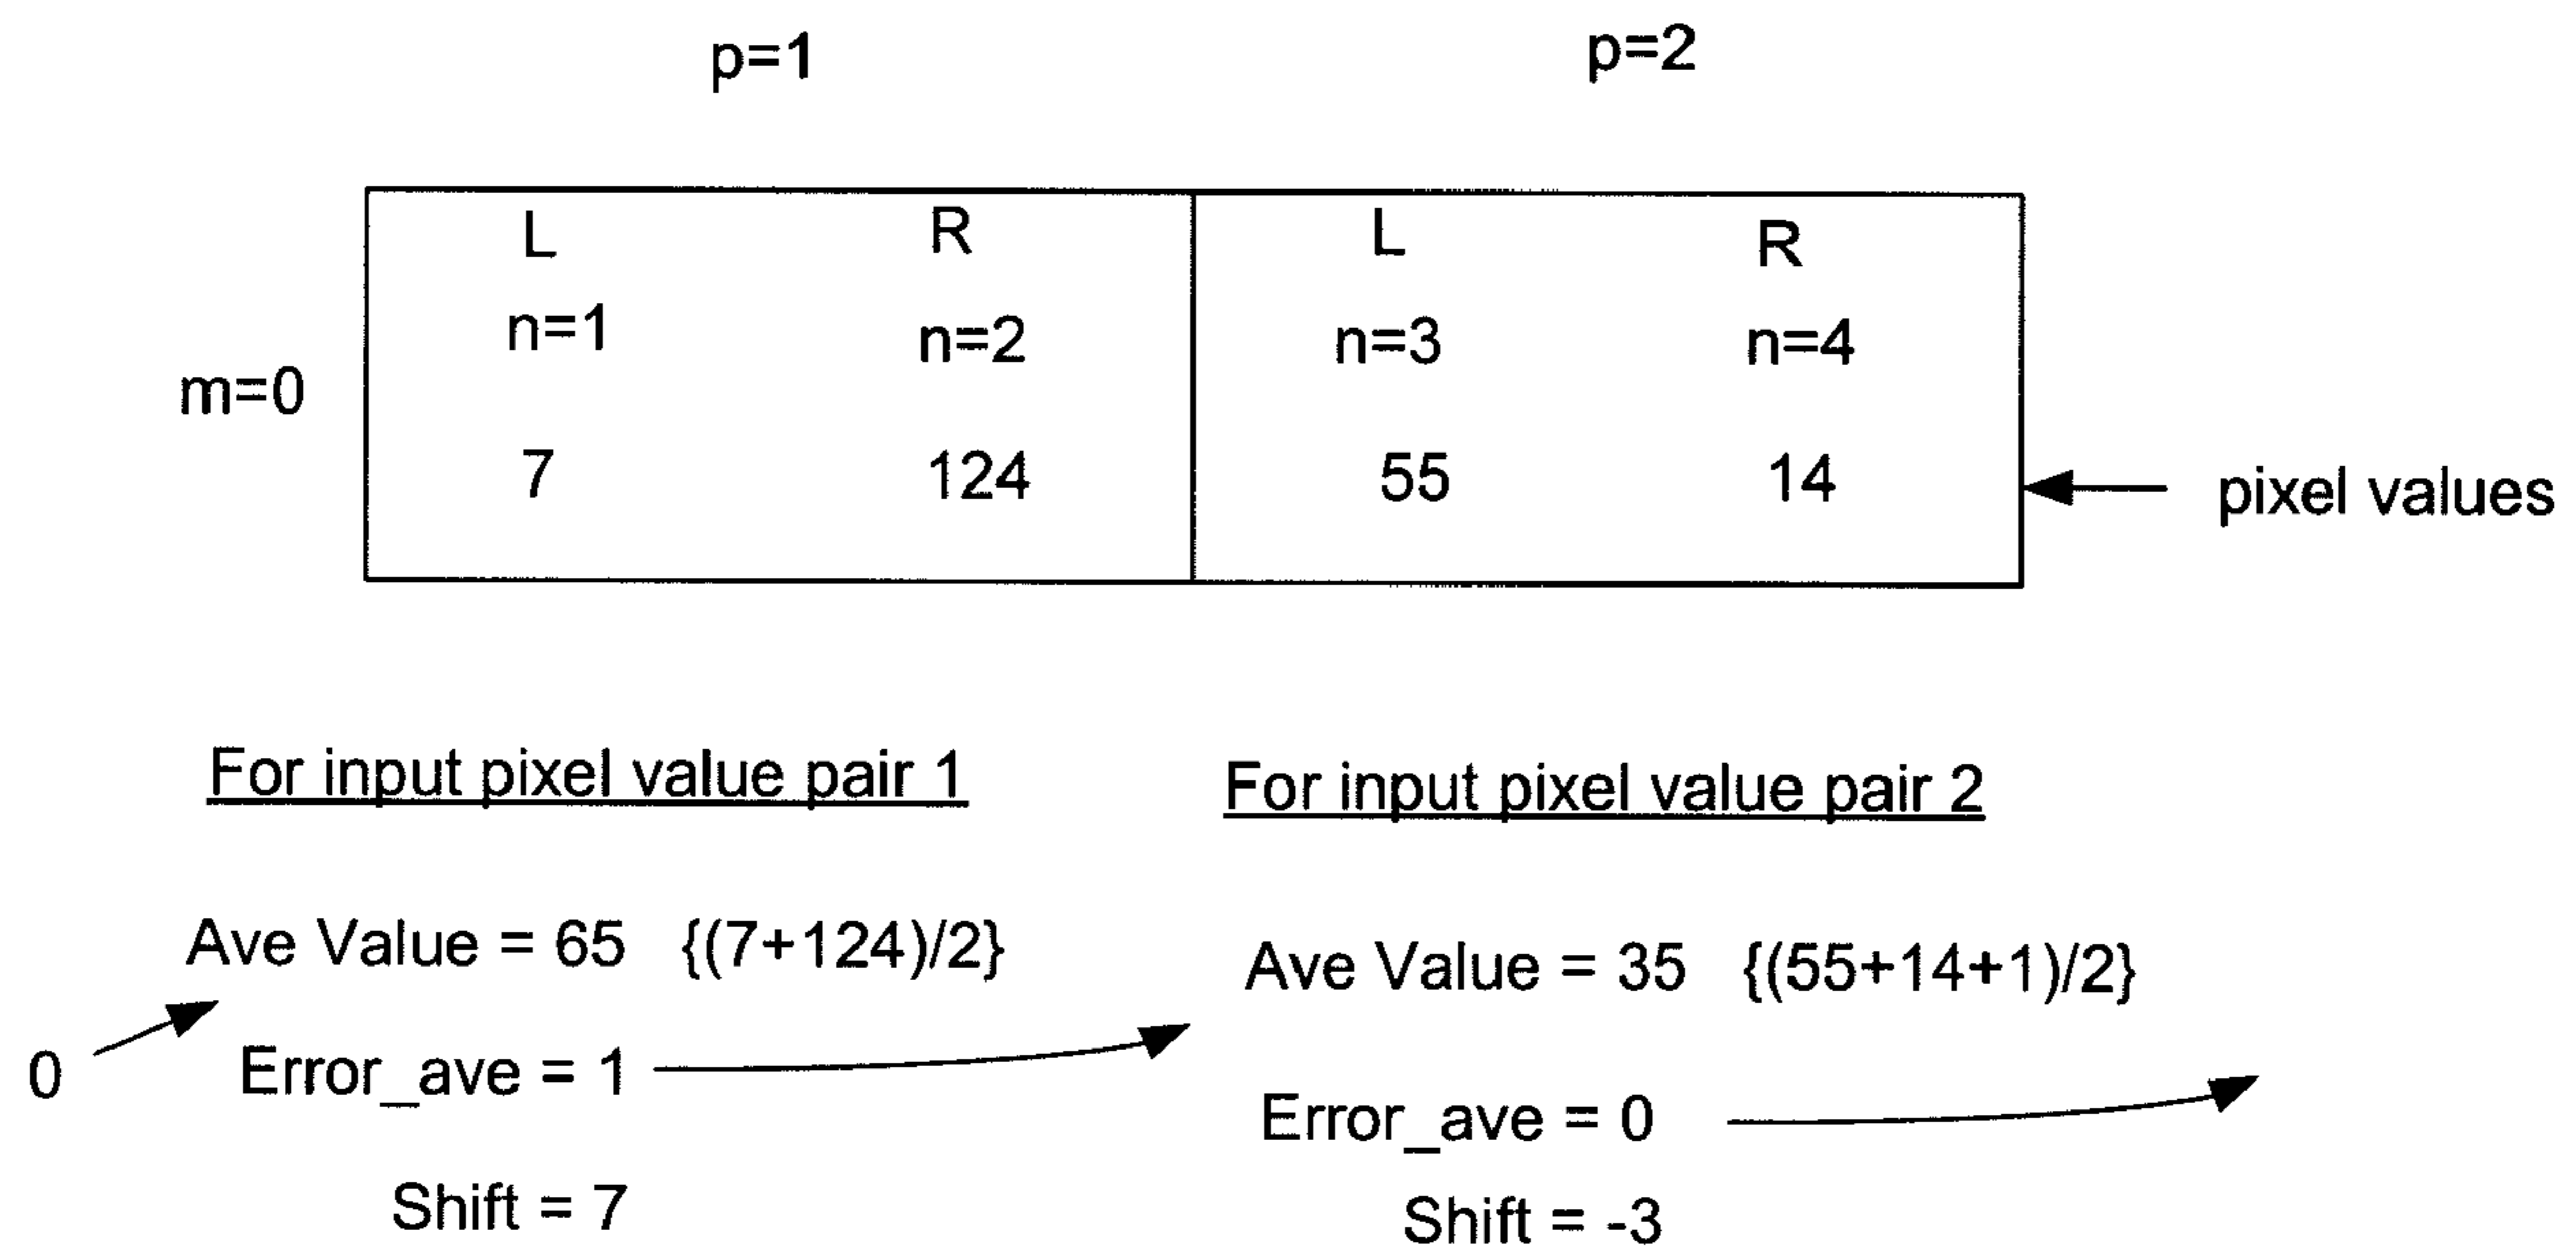 p=1 p=2
L R L R
n=1 n=2 n=3 n=4
m=0
7 124 55 14 pixel values
For input pixel value pair 1 For input pixel value pair 2
Ave Value = 65 {(7+124)/2} Ave Value = 35 {(55+14+1)/2}
0 Error_ave = 1 Error_ave = 0
Shift = 7 Shift = -3